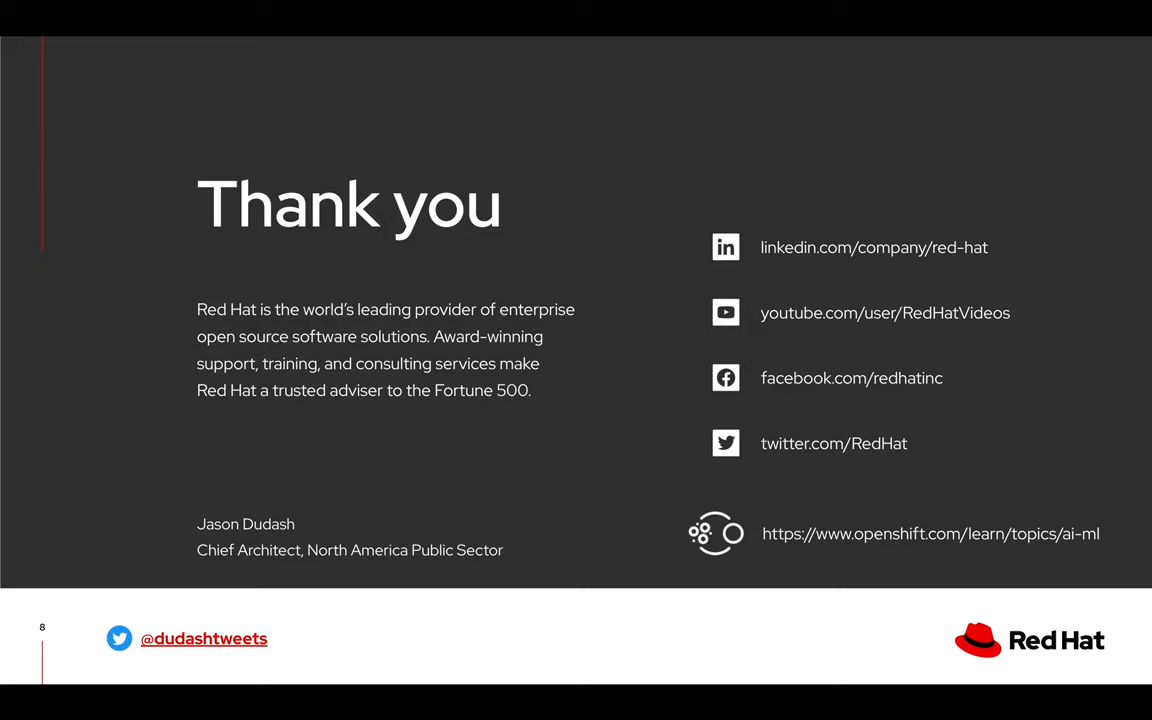 Thank you
Red Hat is the world’s leading provider of enterprise
open source software solutions. Award-winning
support, training, and consulting services make
Red Hat a trusted adviser to the Fortune 500.
Jason Dudash
Chief Architect, North America Public Sector
in linkedin.com/company/red-hat
youtube.com/user/RedHatVideos
facebook.com/redhatinc
twitter.com/RedHat
https://www.openshift.com/learn/topics/ai-ml
8
@dudashtweets
Red Hat